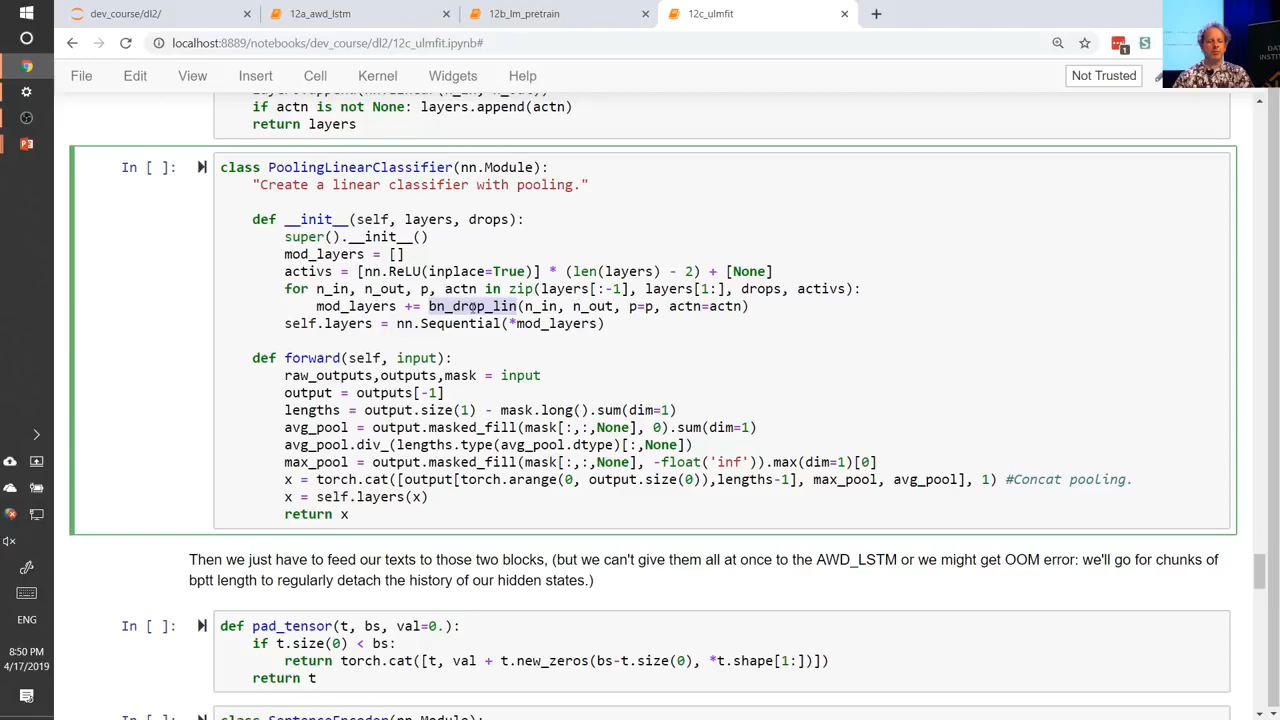 dev_course/dl2/
12a_awd_lstm
12b_lm_pretrain
12c_ulmfit
localhost:8889/notebooks/dev_course/dl2/12c_ulmfit.ipynb#
1
S
File Edit View Insert Cell Kernel Widgets Help
Not Trusted
if actn is not None: layers.append(actn)
return layers
In [ ]:
class PoolingLinearClassifier(nn.Module):
"Create a linear classifier with pooling."
def __init__(self, layers, drops):
super().__init__()
mod_layers = []
activs = [nn.ReLU(inplace=True)] * (len(layers) - 2) + [None]
for n_in, n_out, p, actn in zip(layers[:-1], layers[1:], drops, activs):
mod_layers += bn_drop_lin(n_in, n_out, p=p, actn=actn)
self.layers = nn.Sequential(*mod_layers)
def forward(self, input):
raw_outputs,outputs,mask = input
output = outputs[-1]
lengths = output.size(1) - mask.long().sum(dim=1)
avg_pool = output.masked_fill(mask[:,:,None], 0).sum(dim=1)
avg_pool.div_(lengths.type(avg_pool.dtype)[:,None])
max_pool = output.masked_fill(mask[:,:,None], -float('inf')).max(dim=1)[0]
x = torch.cat([output[torch.arange(0, output.size(0)),lengths-1], max_pool, avg_pool], 1) #Concat pooling.
x = self.layers(x)
return x
Then we just have to feed our texts to those two blocks, (but we can't give them all at once to the AWD_LSTM or we might get OOM error: we'll go for chunks of
bptt length to regularly detach the history of our hidden states.)
In [ ]:
def pad_tensor(t, bs, val=0.):
if t.size(0) < bs:
return torch.cat([t, val + t.new_zeros(bs-t.size(0), *t.shape[1:])])
return t
class SentenceEncoder(nn.Module):
ENG
8:50 PM
4/17/2019